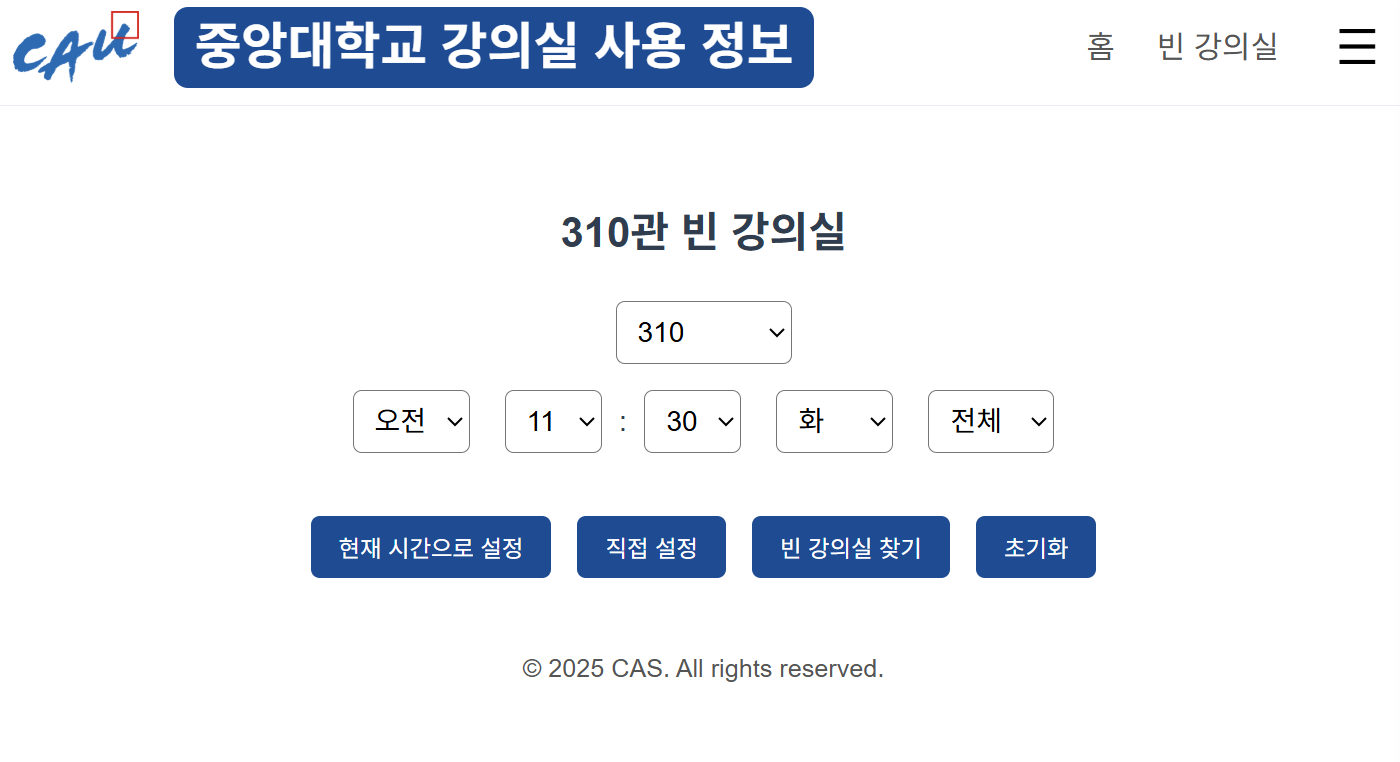 CAU 중앙대학교 강의실 사용 정보 홈 빈 강의실
310관 빈 강의실
310
오전 11 : 30 화 전체
현재 시간으로 설정 직접 설정 빈 강의실 찾기 초기화
© 2025 CAS. All rights reserved.